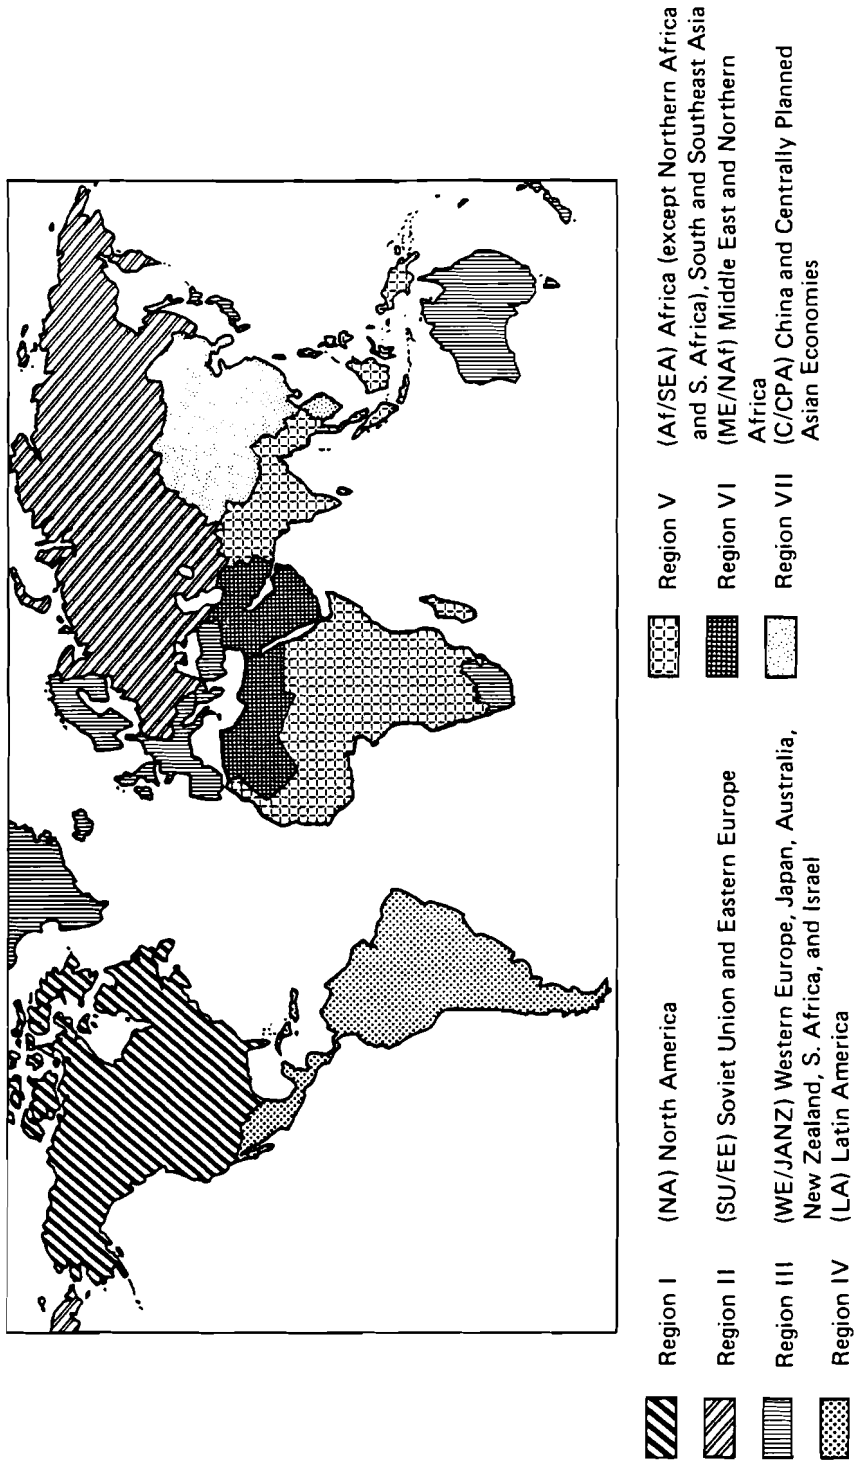 Region I (NA) North America
Region II (SU/EE) Soviet Union and Eastern Europe
Region III (WE/JANZ) Western Europe, Japan, Australia,
New Zealand, S. Africa, and Israel
Region IV (LA) Latin America
Region V (Af/SEA) Africa (except Northern Africa
and S. Africa), South and Southeast Asia
Region VI (ME/NAf) Middle East and Northern
Africa
Region VII (C/CPA) China and Centrally Planned
Asian Economies